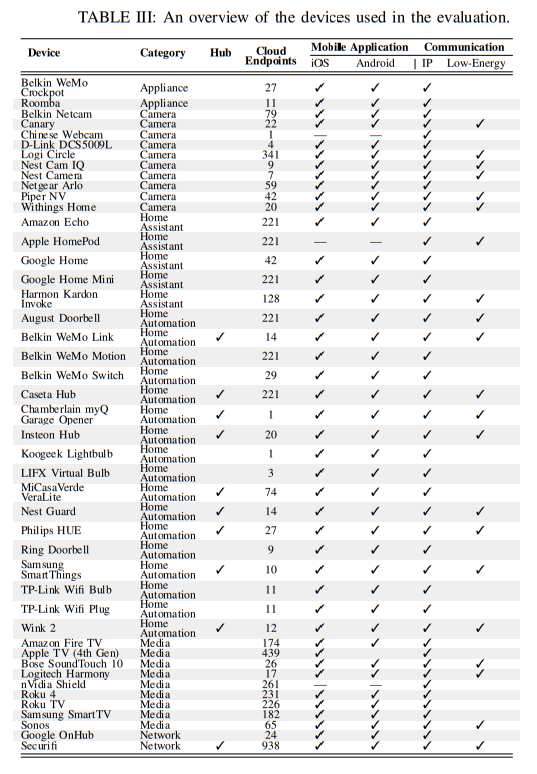 TABLE III: An overview of the devices used in the evaluation.
Device Category Hub Cloud Endpoints Mobile Application Communication
iOS Android | IP Low-Energy
Belkin WeMo Crockpot Appliance 27 ✓ ✓ ✓
Roomba Appliance 11 ✓ ✓ ✓
Belkin Netcam Camera 79 ✓ ✓ ✓
Canary Camera 22 ✓ ✓ ✓ ✓
Chinese Webcam Camera 1 — — ✓
D-Link DCS5009L Camera 4 ✓ ✓ ✓
Logi Circle Camera 341 ✓ ✓ ✓ ✓
Nest Cam IQ Camera 9 ✓ ✓ ✓ ✓
Nest Camera Camera 7 ✓ ✓ ✓ ✓
Netgear Arlo Camera 59 ✓ ✓ ✓
Piper NV Camera 42 ✓ ✓ ✓ ✓
Withings Home Camera 20 ✓ ✓ ✓ ✓
Amazon Echo Home Assistant 221 ✓ ✓ ✓
Apple HomePod Home Assistant 221 — — ✓ ✓
Google Home Home Assistant 42 ✓ ✓ ✓
Google Home Mini Home Assistant 221 ✓ ✓ ✓
Harmon Kardon Invoke Home Assistant 128 ✓ ✓ ✓ ✓
August Doorbell Home Automation 221 ✓ ✓ ✓ ✓
Belkin WeMo Link Home Automation ✓ 14 ✓ ✓ ✓ ✓
Belkin WeMo Motion Home Automation 221 ✓ ✓ ✓
Belkin WeMo Switch Home Automation 29 ✓ ✓ ✓
Caseta Hub Home Automation ✓ 221 ✓ ✓ ✓ ✓
Chamberlain myQ Garage Opener Home Automation ✓ 1 ✓ ✓ ✓ ✓
Insteon Hub Home Automation ✓ 20 ✓ ✓ ✓ ✓
Koogeek Lightbulb Home Automation 1 ✓ ✓ ✓
LIFX Virtual Bulb Home Automation 3 ✓ ✓ ✓
MiCasaVerde VeraLite Home Automation ✓ 74 ✓ ✓ ✓
Nest Guard Home Automation ✓ 14 ✓ ✓ ✓ ✓
Philips HUE Home Automation ✓ 27 ✓ ✓ ✓ ✓
Ring Doorbell Home Automation 9 ✓ ✓ ✓
Samsung SmartThings Home Automation ✓ 10 ✓ ✓ ✓ ✓
TP-Link Wifi Bulb Home Automation 11 ✓ ✓ ✓
TP-Link Wifi Plug Home Automation 11 ✓ ✓ ✓
Wink 2 Home Automation ✓ 12 ✓ ✓ ✓ ✓
Amazon Fire TV Media 174 ✓ ✓ ✓
Apple TV (4th Gen) Media 439 ✓ ✓
Bose SoundTouch 10 Media 26 ✓ ✓ ✓ ✓
Logitech Harmony Media 17 ✓ ✓ ✓ ✓
nVidia Shield Media 261 — — ✓
Roku 4 Media 231 ✓ ✓ ✓
Roku TV Media 226 ✓ ✓ ✓
Samsung SmartTV Media 182 ✓ ✓ ✓
Sonos Media 65 ✓ ✓ ✓ ✓
Google OnHub Network 24 ✓ ✓ ✓
Securifi Network ✓ 938 ✓ ✓ ✓ ✓